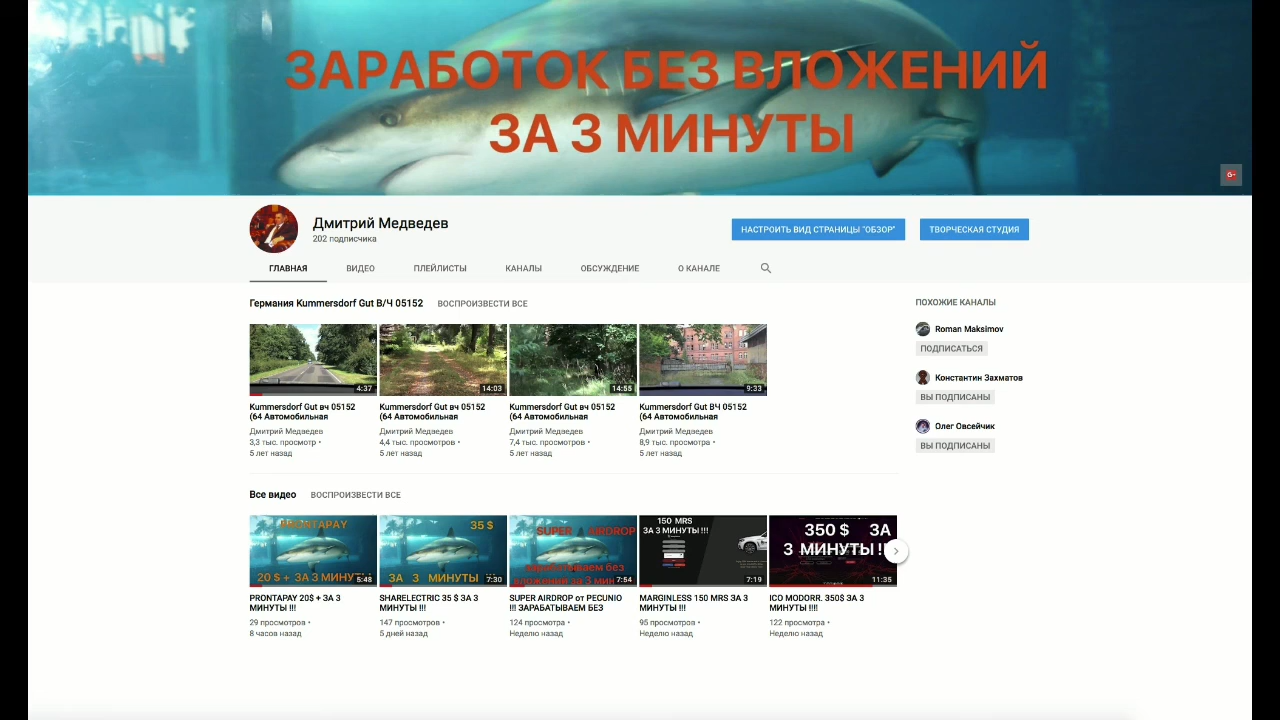 ЗАРАБОТОК БЕЗ ВЛОЖЕНИЙ
ЗА 3 МИНУТЫ
G+
Дмитрий Медведев
202 подписчика
НАСТРОИТЬ ВИД СТРАНИЦЫ "ОБЗОР"
ТВОРЧЕСКАЯ СТУДИЯ
ГЛАВНАЯ ВИДЕО ПЛЕЙЛИСТЫ КАНАЛЫ ОБСУЖДЕНИЕ О КАНАЛЕ
Германия Kummersdorf Gut В/Ч 05152 ВОСПРОИЗВЕСТИ ВСЕ
4:37
Kummersdorf Gut вч 05152
(64 Автомобильная
Дмитрий Медведев
3,3 тыс. просмотр •
5 лет назад
14:03
Kummersdorf Gut вч 05152
(64 Автомобильная
Дмитрий Медведев
4,4 тыс. просмотров •
5 лет назад
14:55
Kummersdorf Gut вч 05152
(64 Автомобильная
Дмитрий Медведев
7,4 тыс. просмотров •
5 лет назад
9:33
Kummersdorf Gut ВЧ 05152
(64 Автомобильная
Дмитрий Медведев
8,9 тыс. просмотра •
5 лет назад
ПОХОЖИЕ КАНАЛЫ
Roman Maksimov
ПОДПИСАТЬСЯ
Константин Захматов
ВЫ ПОДПИСАНЫ
Олег Овсейчик
ВЫ ПОДПИСАНЫ
Все видео ВОСПРОИЗВЕСТИ ВСЕ
PRONTAPAY
20 $ + ЗА 3 МИНУТЫ
5:48
PRONTAPAY 20$ + ЗА 3
МИНУТЫ !!!
29 просмотров •
8 часов назад
35 $
ЗА 3 МИНУТЫ
7:30
SHARELECTRIC 35 $ ЗА 3
МИНУТЫ !!!
147 просмотров •
5 дней назад
SUPER AIRDROP
зарабатываем без
вложения за 3 мин
7:54
SUPER AIRDROP от PECUNIO
!!! ЗАРАБАТЫВАЕМ БЕЗ
124 просмотра •
Неделю назад
150 MRS
ЗА 3 МИНУТЫ !!!
7:19
MARGINLESS 150 MRS ЗА 3
МИНУТЫ !!!
95 просмотров •
Неделю назад
350 $ ЗА
3 МИНУТЫ !!
11:35
ICO MODORR. 350$ ЗА 3
МИНУТЫ !!!!
122 просмотра •
Неделю назад